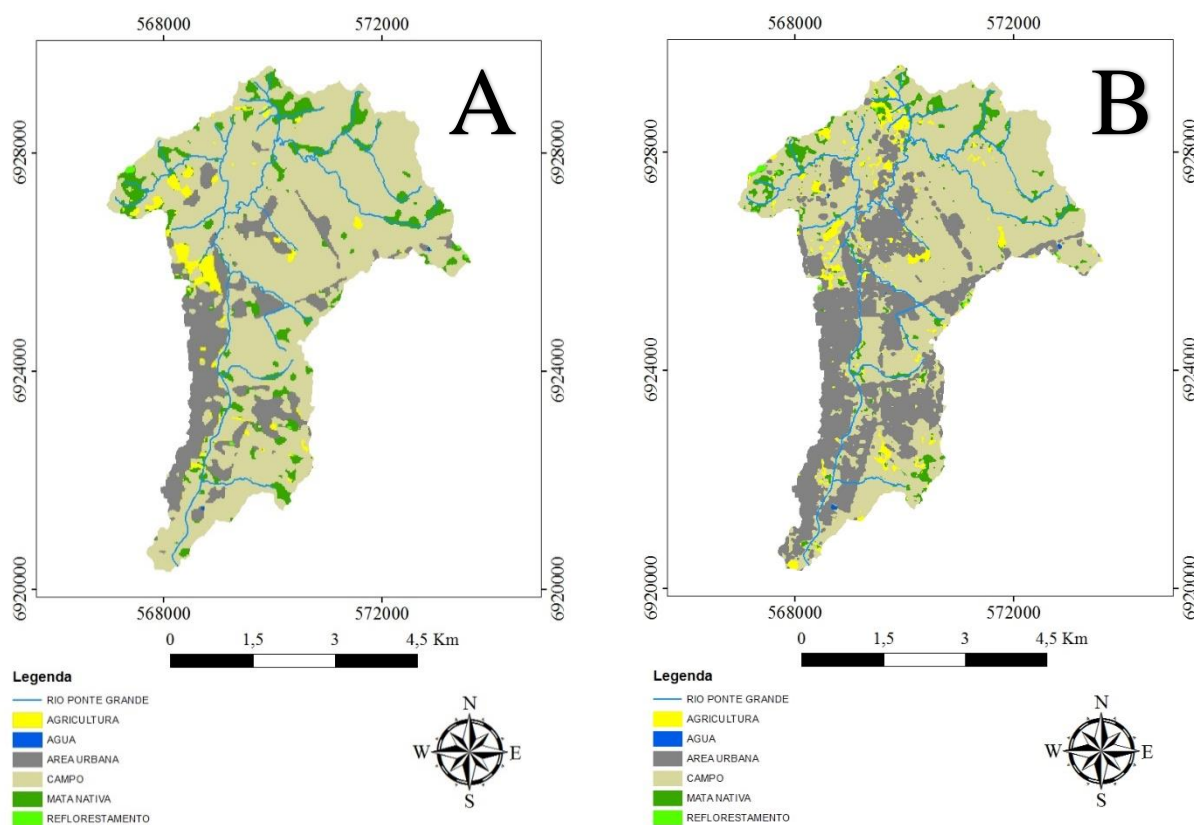 568000 572000
A
6928000 6928000
6924000 6924000
6920000 6920000
568000 572000
0 1,5 3 4,5 Km
Legenda
RIO PONTE GRANDE
AGRICULTURA
AGUA
AREA URBANA
CAMPO
MATA NATIVA
REFLORESTAMENTO
N
W E
S
568000 572000
B
6928000 6928000
6924000 6924000
6920000 6920000
568000 572000
0 1,5 3 4,5 Km
Legenda
RIO PONTE GRANDE
AGRICULTURA
AGUA
AREA URBANA
CAMPO
MATA NATIVA
REFLORESTAMENTO
N
W E
S